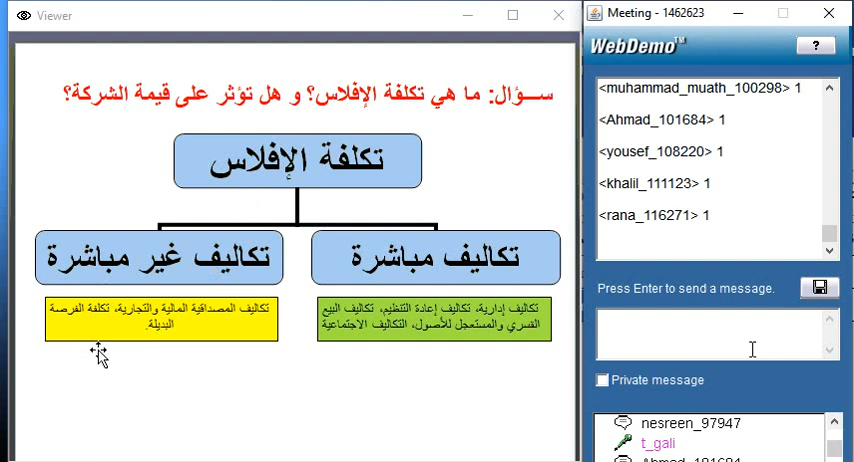 Viewer
سـؤال: ما هي تكلفة الإفلاس؟ و هل تؤثر على قيمة الشركة؟
تكلفة الإفلاس
تكاليف مباشرة
تكاليف غير مباشرة
تكاليف إدارية، تكاليف إعادة التنظيم، تكاليف البيع
القسري والمستعجل للأصول، التكاليف الاجتماعية
تكاليف المصداقية المالية والتجارية، تكلفة الفرصة
البديلة.
Meeting - 1462623
WebDemo™
?
<muhammad_muath_100298> 1
<Ahmad_101684> 1
<yousef_108220> 1
<khalil_111123> 1
<rana_116271> 1
Press Enter to send a message.
Private message
nesreen_97947
t_gali
Ahmad_101684